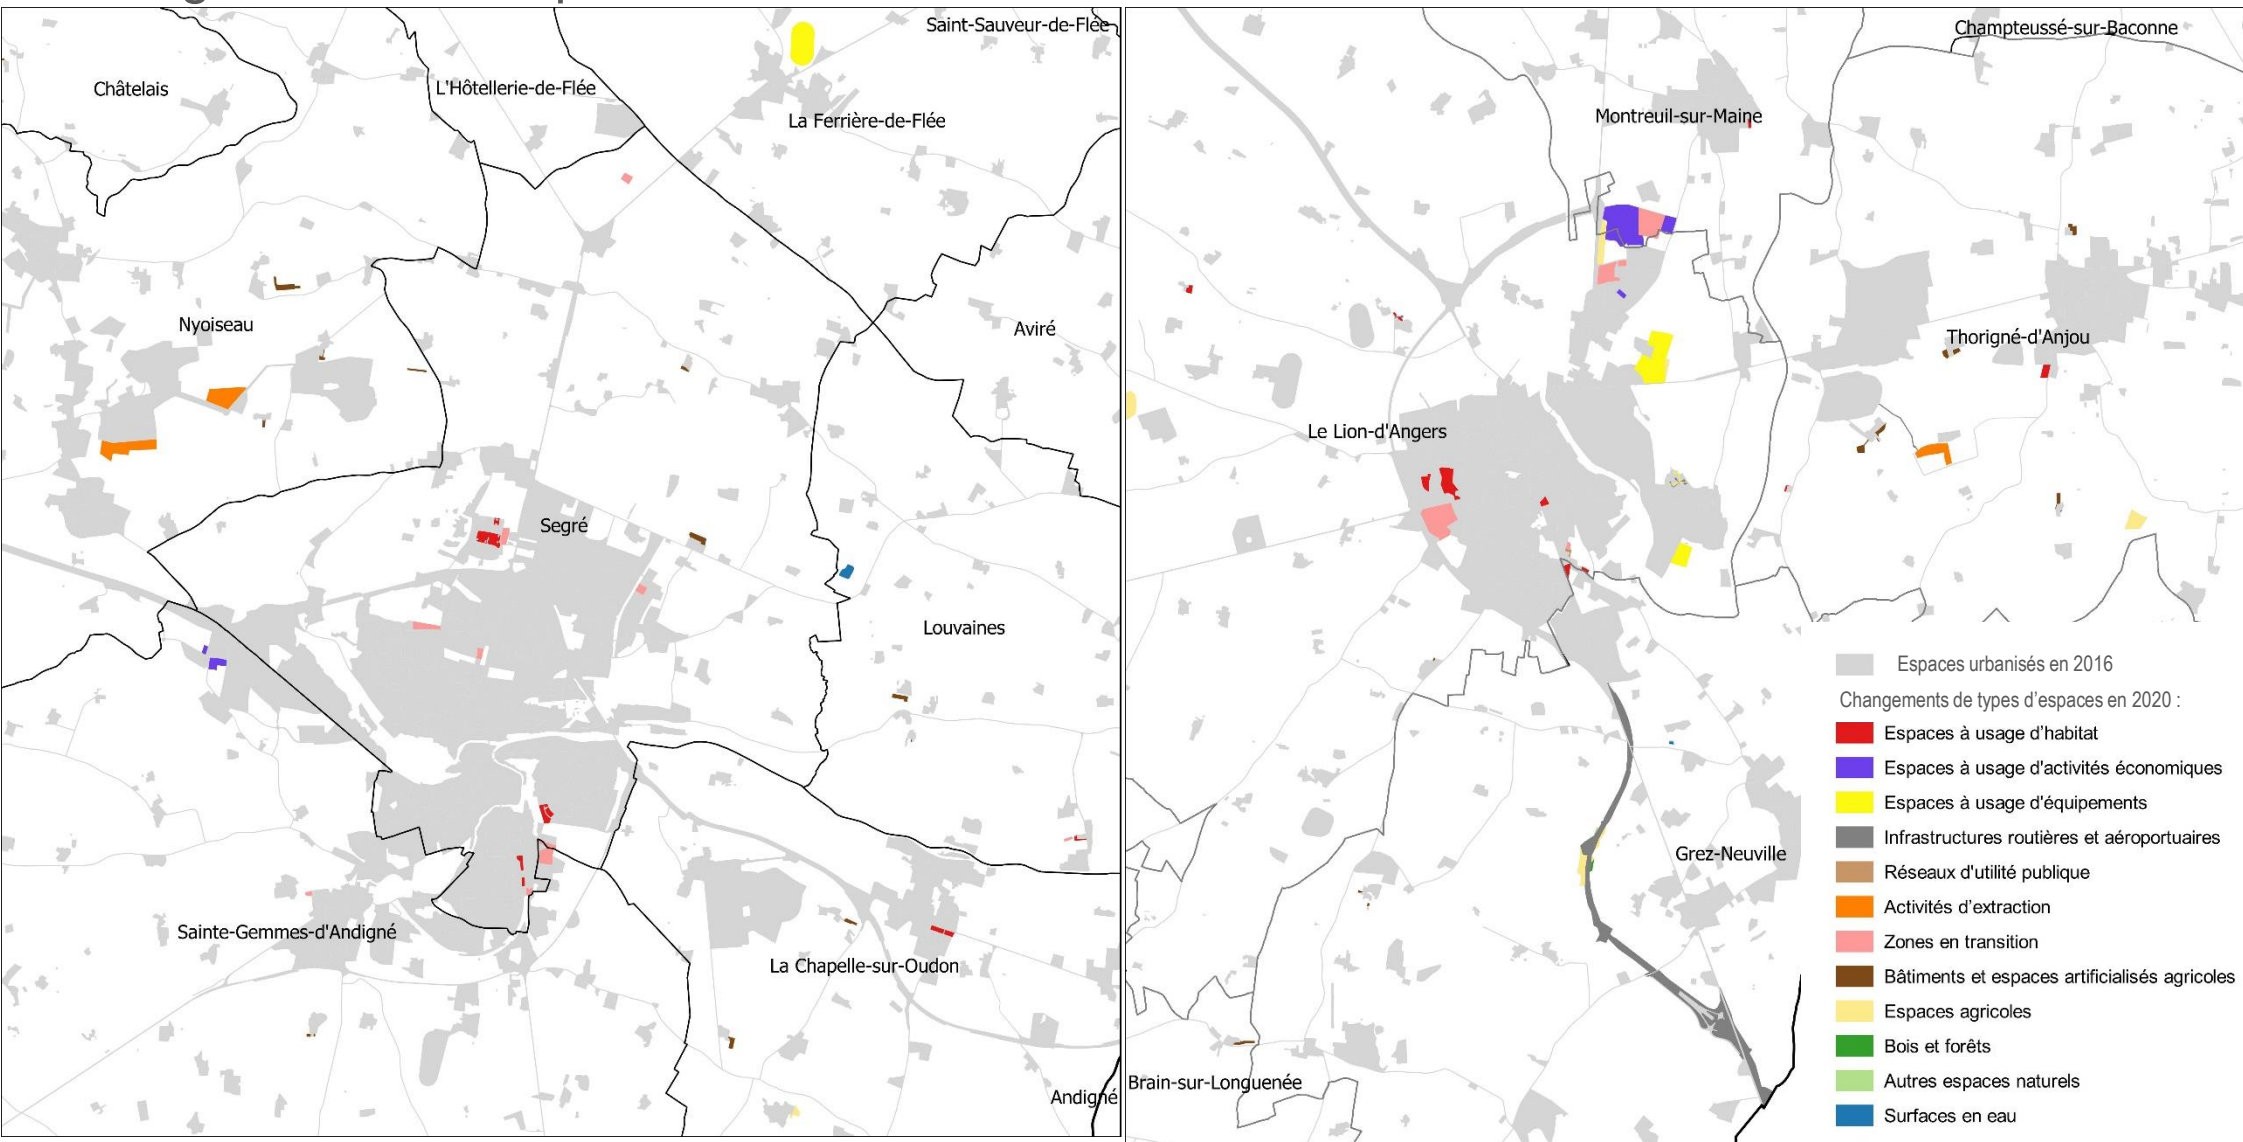 Saint-Sauveur-de-Flée
Châtelais
L'Hôtellerie-de-Flée
La Ferrière-de-Flée
Nyoiseau
Aviré
Segré
Louvaines
Sainte-Gemmes-d'Andigné
La Chapelle-sur-Oudon
Andigné
Champteussé-sur-Baconne
Montreuil-sur-Maine
Thorigné-d'Anjou
Le Lion-d'Angers
Grez-Neuville
Brain-sur-Longuenée
Espaces urbanisés en 2016
Changements de types d'espaces en 2020 :
Espaces à usage d'habitat
Espaces à usage d'activités économiques
Espaces à usage d'équipements
Infrastructures routières et aéroportuaires
Réseaux d'utilité publique
Activités d'extraction
Zones en transition
Bâtiments et espaces artificialisés agricoles
Espaces agricoles
Bois et forêts
Autres espaces naturels
Surfaces en eau